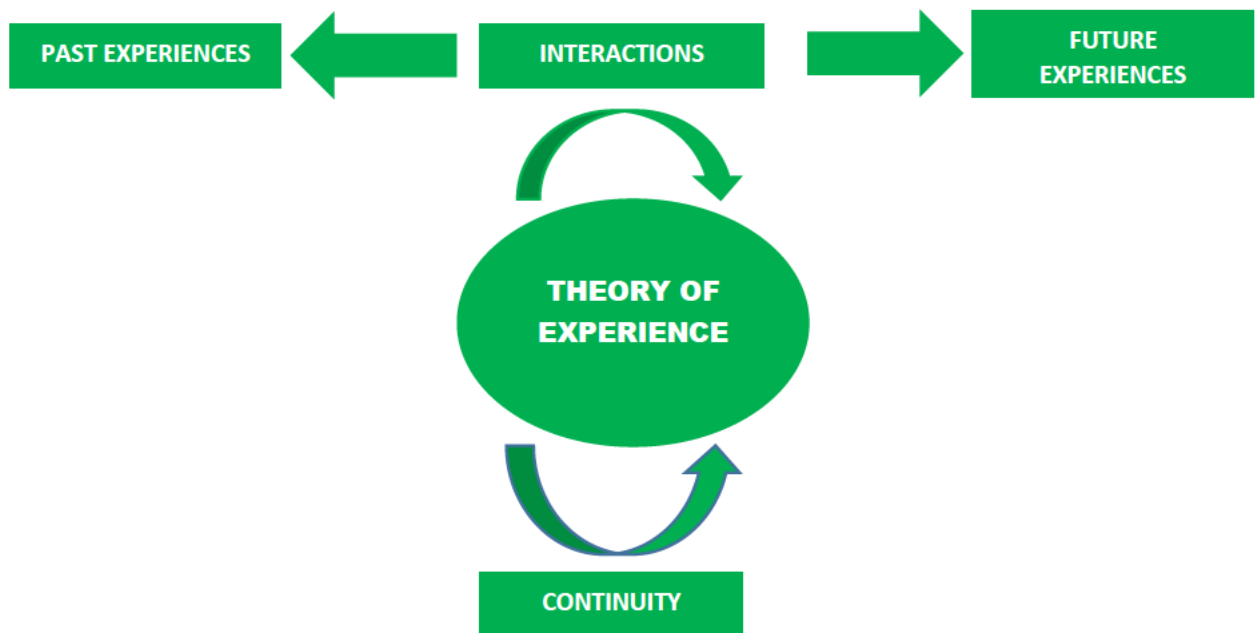 PAST EXPERIENCES
INTERACTIONS
FUTURE
EXPERIENCES
THEORY OF
EXPERIENCE
CONTINUITY